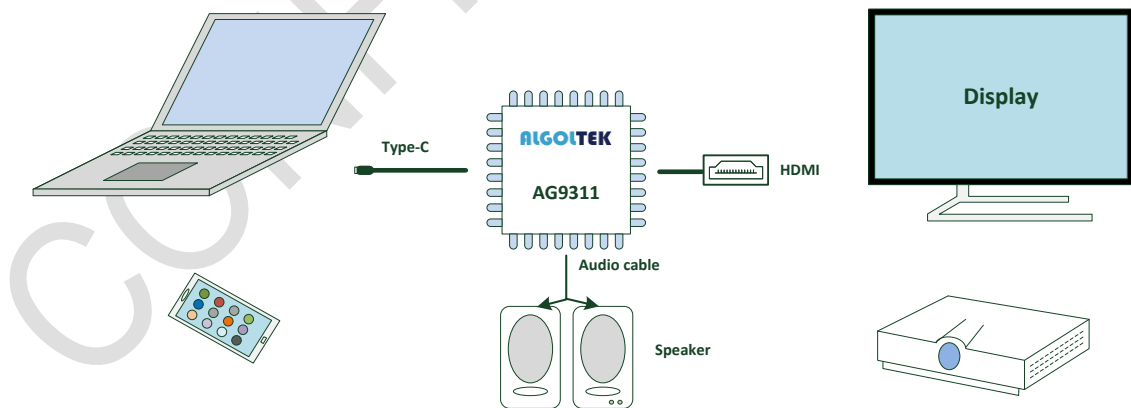 Display
ALGOLTEK
Type-C
HDMI
AG9311
Audio cable
Speaker